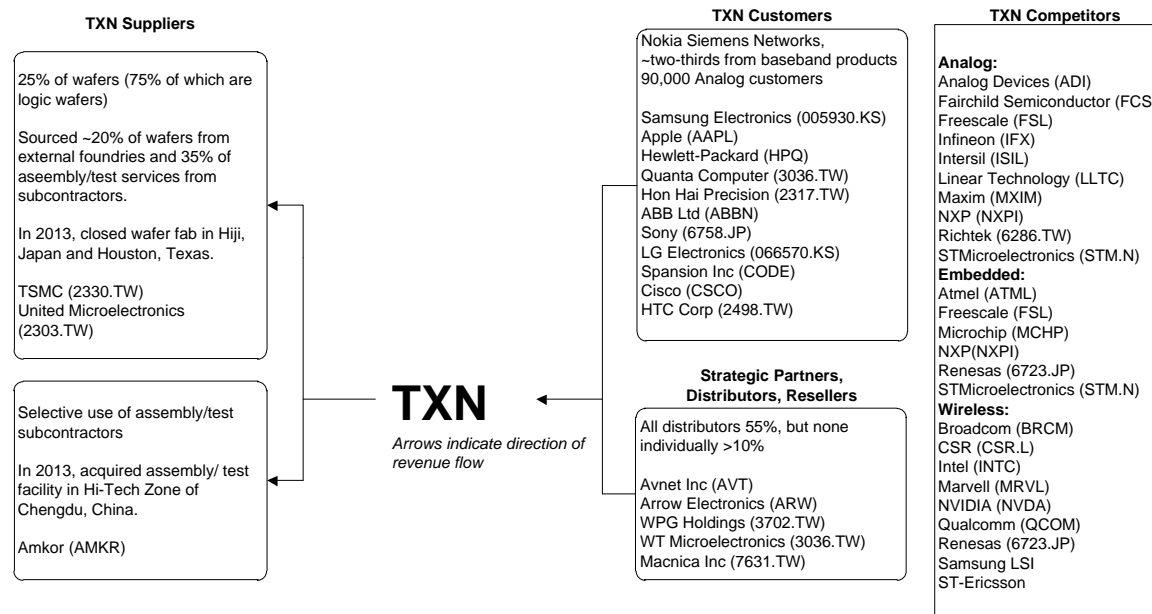 TXN Suppliers
25% of wafers (75% of which are
logic wafers)
Sourced ~20% of wafers from
external foundries and 35% of
aseembly/test services from
subcontractors.
In 2013, closed wafer fab in Hiji,
Japan and Houston, Texas.
TSMC (2330.TW)
United Microelectronics
(2303.TW)
Selective use of assembly/test
subcontractors
In 2013, acquired assembly/ test
facility in Hi-Tech Zone of
Chengdu, China.
Amkor (AMKR)
TXN
Arrows indicate direction of
revenue flow
TXN Customers
Nokia Siemens Networks,
~two-thirds from baseband products
90,000 Analog customers
Samsung Electronics (005930.KS)
Apple (AAPL)
Hewlett-Packard (HPQ)
Quanta Computer (3036.TW)
Hon Hai Precision (2317.TW)
ABB Ltd (ABBN)
Sony (6758.JP)
LG Electronics (066570.KS)
Spansion Inc (CODE)
Cisco (CSCO)
HTC Corp (2498.TW)
Strategic Partners,
Distributors, Resellers
All distributors 55%, but none
individually >10%
Avnet Inc (AVT)
Arrow Electronics (ARW)
WPG Holdings (3702.TW)
WT Microelectronics (3036.TW)
Macnica Inc (7631.TW)
TXN Competitors
Analog:
Analog Devices (ADI)
Fairchild Semiconductor (FCS
Freescale (FSL)
Infineon (IFX)
Intersil (ISIL)
Linear Technology (LLTC)
Maxim (MXIM)
NXP (NXPI)
Richtek (6286.TW)
STMicroelectronics (STM.N)
Embedded:
Atmel (ATML)
Freescale (FSL)
Microchip (MCHP)
NXP(NXPI)
Renesas (6723.JP)
STMicroelectronics (STM.N)
Wireless:
Broadcom (BRCM)
CSR (CSR.L)
Intel (INTC)
Marvell (MRVL)
NVIDIA (NVDA)
Qualcomm (QCOM)
Renesas (6723.JP)
Samsung LSI
ST-Ericsson